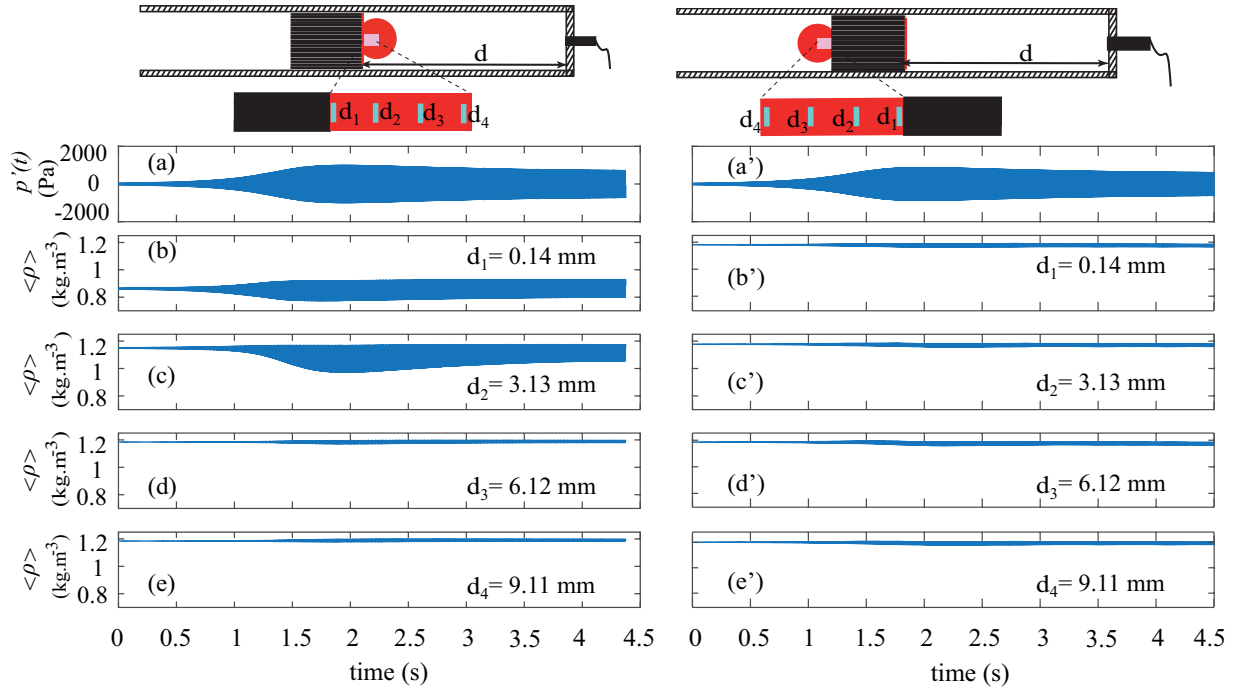 d
d
d₁ d₂ d₃ d₄
d₄ d₃ d₂ d₁
p'(t)
(Pa)
2000
0
-2000
(a)
(a')
<ρ>
(kg.m⁻³)
1.2
1
0.8
(b)
d₁= 0.14 mm
(b')
d₁= 0.14 mm
<ρ>
(kg.m⁻³)
1.2
1
0.8
(c)
d₂= 3.13 mm
(c')
d₂= 3.13 mm
<ρ>
(kg.m⁻³)
1.2
1
0.8
(d)
d₃= 6.12 mm
(d')
d₃= 6.12 mm
<ρ>
(kg.m⁻³)
1.2
1
0.8
(e)
d₄= 9.11 mm
(e')
d₄= 9.11 mm
0 0.5 1 1.5 2 2.5 3 3.5 4 4.5
0 0.5 1 1.5 2 2.5 3 3.5 4 4.5
time (s)
time (s)